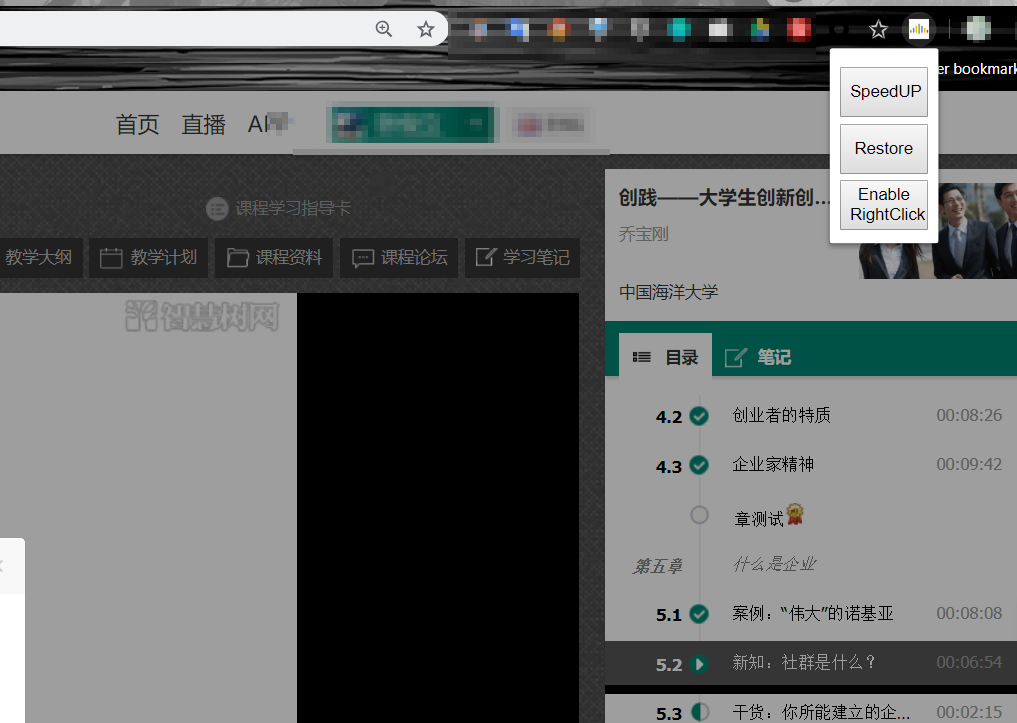 er bookmark
SpeedUP
Restore
Enable
RightClick
首页 直播
课程学习指导卡
教学大纲 教学计划 课程资料 课程论坛 学习笔记
智慧树网
创践——大学生创新创...
乔宝刚
中国海洋大学
目录 笔记
4.2 创业者的特质 00:08:26
4.3 企业家精神 00:09:42
章测试
第五章 什么是企业
5.1 案例：“伟大”的诺基亚 00:08:08
5.2 新知：社群是什么？ 00:06:54
5.3 干货：你所能建立的企... 00:02:15